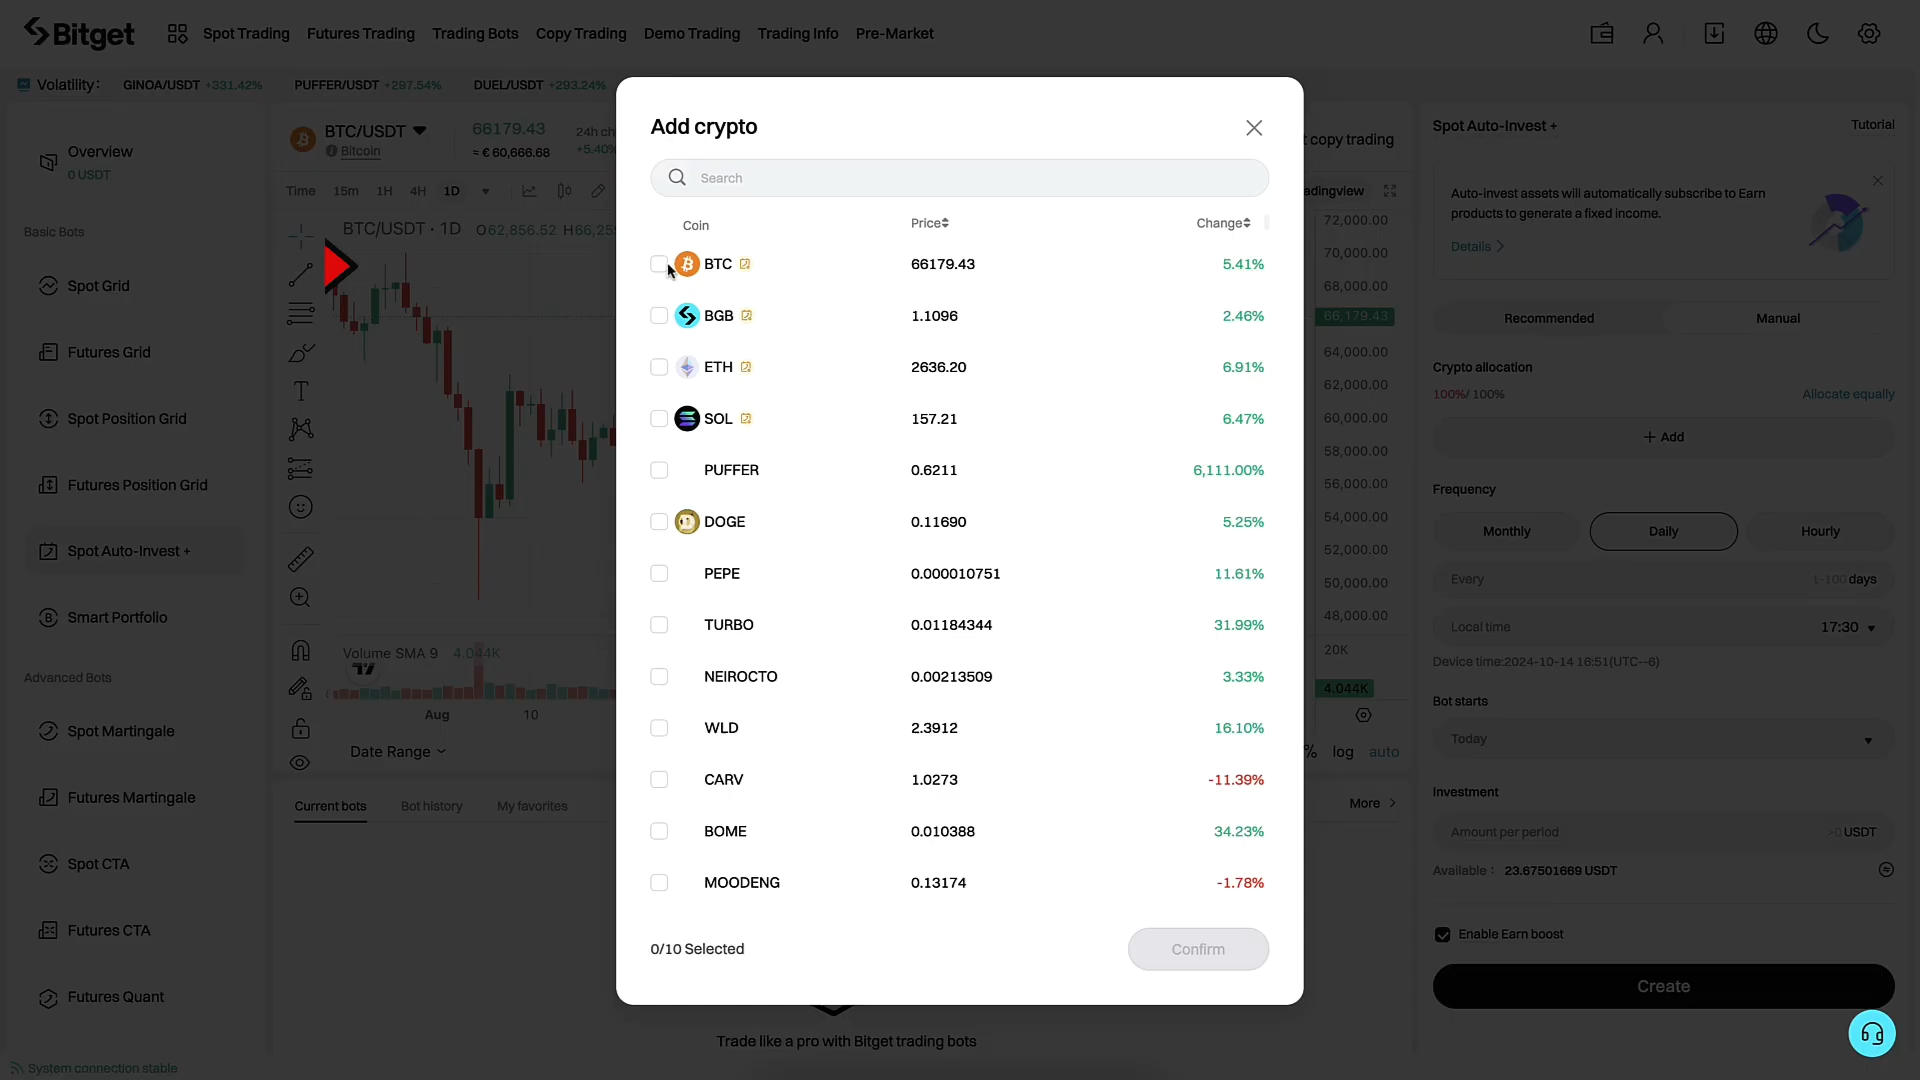 Bitget
Spot Trading Futures Trading Trading Bots Copy Trading Demo Trading Trading Info Pre-Market
Volatility: GINOA/USDT +331.42% PUFFER/USDT +297.54% DUEL/USDT +293.24%
Overview
0 USDT
Basic Bots
Spot Grid
Futures Grid
Spot Position Grid
Futures Position Grid
Spot Auto-Invest +
Smart Portfolio
Advanced Bots
Spot Martingale
Futures Martingale
Spot CTA
Futures CTA
Futures Quant
System connection stable
BTC/USDT
Bitcoin
66179.43
≈ € 60,666.68
24h ch
+5.40%
Time 15m 1H 4H 1D
BTC/USDT · 1D O62,856.52 H66,25
Volume SMA 9 4.044K
Aug 10
Date Range
Current bots Bot history My favorites
Trade like a pro with Bitget trading bots
Add crypto
Search
Coin Price Change
BTC 66179.43 5.41%
BGB 1.1096 2.46%
ETH 2636.20 6.91%
SOL 157.21 6.47%
PUFFER 0.6211 6,111.00%
DOGE 0.11690 5.25%
PEPE 0.000010751 11.61%
TURBO 0.01184344 31.99%
NEIROCTO 0.00213509 3.33%
WLD 2.3912 16.10%
CARV 1.0273 -11.39%
BOME 0.010388 34.23%
MOODENG 0.13174 -1.78%
0/10 Selected
Confirm
t copy trading
adingview
72,000.00
70,000.00
68,000.00
66,179.43
64,000.00
62,000.00
60,000.00
58,000.00
56,000.00
54,000.00
52,000.00
50,000.00
48,000.00
20K
4.044K
% log auto
More
Spot Auto-Invest + Tutorial
Auto-invest assets will automatically subscribe to Earn
products to generate a fixed income.
Details
Recommended Manual
Crypto allocation
100%/ 100% Allocate equally
+ Add
Frequency
Monthly Daily Hourly
Every 1-100 days
Local time 17:30
Device time:2024-10-14 16:51(UTC--6)
Bot starts
Today
Investment
Amount per period >0 USDT
Available : 23.67501669 USDT
Enable Earn boost
Create